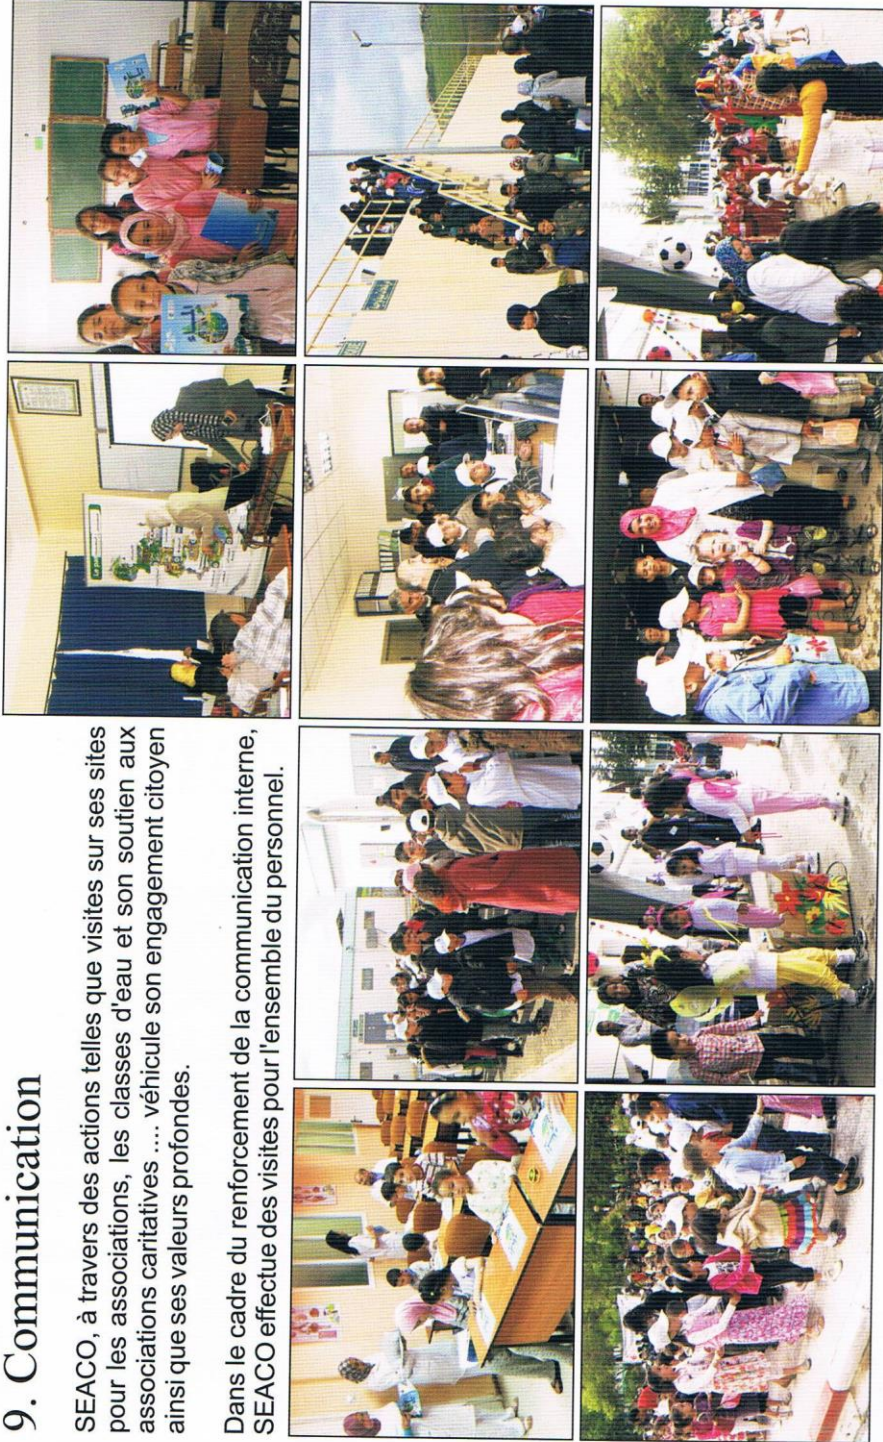 9. Communication
SEACO, à travers des actions telles que visites sur ses sites
pour les associations, les classes d'eau et son soutien aux
associations caritatives .... véhicule son engagement citoyen
ainsi que ses valeurs profondes.
Dans le cadre du renforcement de la communication interne,
SEACO effectue des visites pour l'ensemble du personnel.